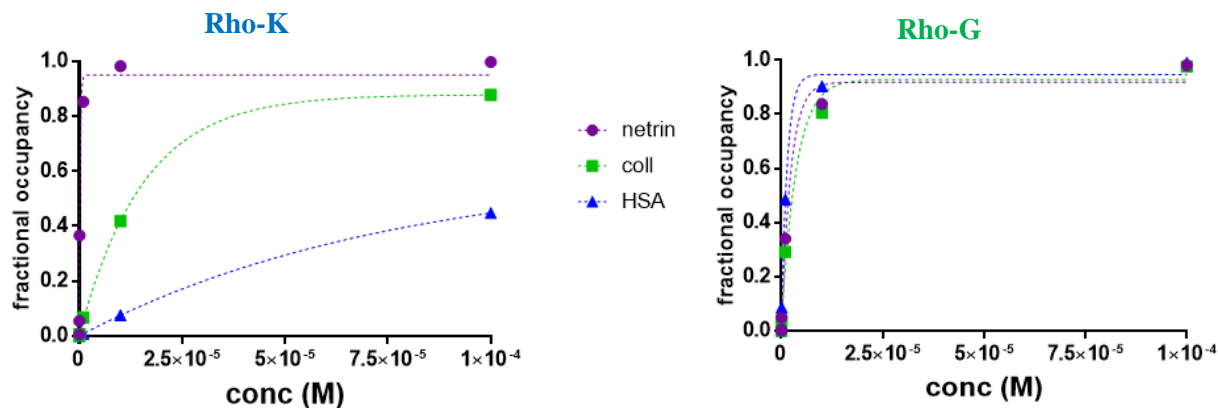 Rho-K
fractional occupancy
1.0
0.8
0.6
0.4
0.2
0.0
0
2.5×10⁻⁵
5×10⁻⁵
7.5×10⁻⁵
1×10⁻⁴
conc (M)
netrin
coll
HSA
Rho-G
fractional occupancy
1.0
0.8
0.6
0.4
0.2
0.0
0
2.5×10⁻⁵
5×10⁻⁵
7.5×10⁻⁵
1×10⁻⁴
conc (M)